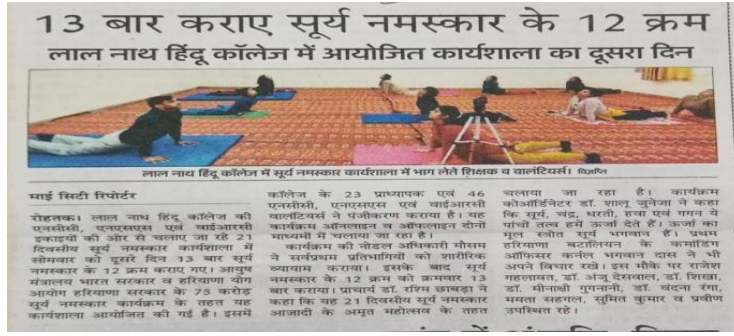 13 बार कराए सूर्य नमस्कार के 12 क्रम
लाल नाथ हिंदू कॉलेज में आयोजित कार्यशाला का दूसरा दिन
लाल नाथ हिंदू कॉलेज में सूर्य नमस्कार कार्यशाला में भाग लेते शिक्षक व वालंटियर्स। विज्ञप्ति
माई सिटी रिपोर्टर
रोहतक। लाल नाथ हिंदू कॉलेज की
एनसीसी, एनएसएस एवं वाईआरसी
इकाइयों की ओर से चलाए जा रहे 21
दिवसीय सूर्य नमस्कार कार्यशाला में
सोमवार को दूसरे दिन 13 बार सूर्य
नमस्कार के 12 क्रम कराए गए। आयुष
मंत्रालय भारत सरकार व हरियाणा योग
आयोग हरियाणा सरकार के 75 करोड़
सूर्य नमस्कार कार्यक्रम के तहत यह
कार्यशाला आयोजित की गई है। इसमें
कॉलेज के 23 प्राध्यापक एवं 46
एनसीसी, एनएसएस एवं वाईआरसी
वालंटियर्स ने पंजीकरण कराया है। यह
कार्यक्रम ऑनलाइन व ऑफलाइन दोनों
माध्यमों में चलाया जा रहा है।
कार्यक्रम की नोडल अधिकारी मौसम
ने सर्वप्रथम प्रतिभागियों को शारीरिक
व्यायाम कराया। इसके बाद सूर्य
नमस्कार के 12 क्रम को क्रमवार 13
बार कराया। प्राचार्य डॉ. रश्मि छाबड़ा ने
कहा कि यह 21 दिवसीय सूर्य नमस्कार
आजादी के अमृत महोत्सव के तहत
चलाया जा रहा है। कार्यक्रम
कोऑर्डिनेटर डॉ. शालू जुनेजा ने कहा
कि सूर्य, चंद्र, धरती, हवा एवं गगन ये
पांचों तत्व हमें ऊर्जा देते हैं। ऊर्जा का
मूल स्त्रोत सूर्य भगवान हैं। प्रथम
हरियाणा बटालियन के कमांडिंग
ऑफिसर कर्नल भगवान दास ने भी
अपने विचार रखे। इस मौके पर राजेश
गहलावत, डॉ. अंजू देसवाल, डॉ. शिखा,
डॉ. मीनाक्षी गुगनानी, डॉ. वंदना रंगा,
ममता सहगल, सुमित कुमार व प्रवीण
उपस्थित रहे।